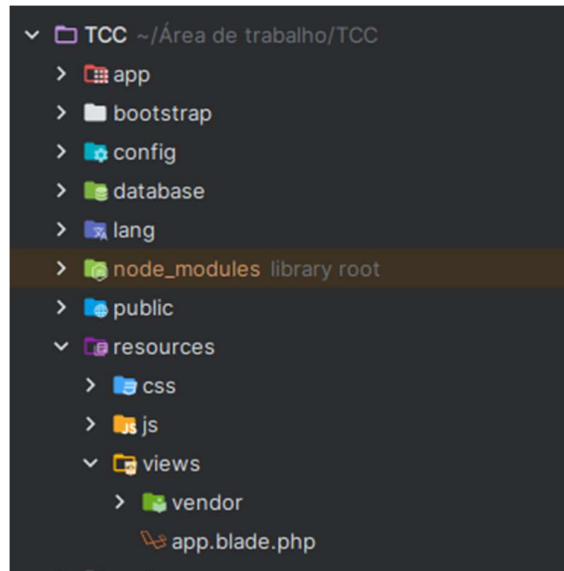 TCC ~/Área de trabalho/TCC
app
bootstrap
config
database
lang
node_modules library root
public
resources
css
JS js
views
vendor
app.blade.php